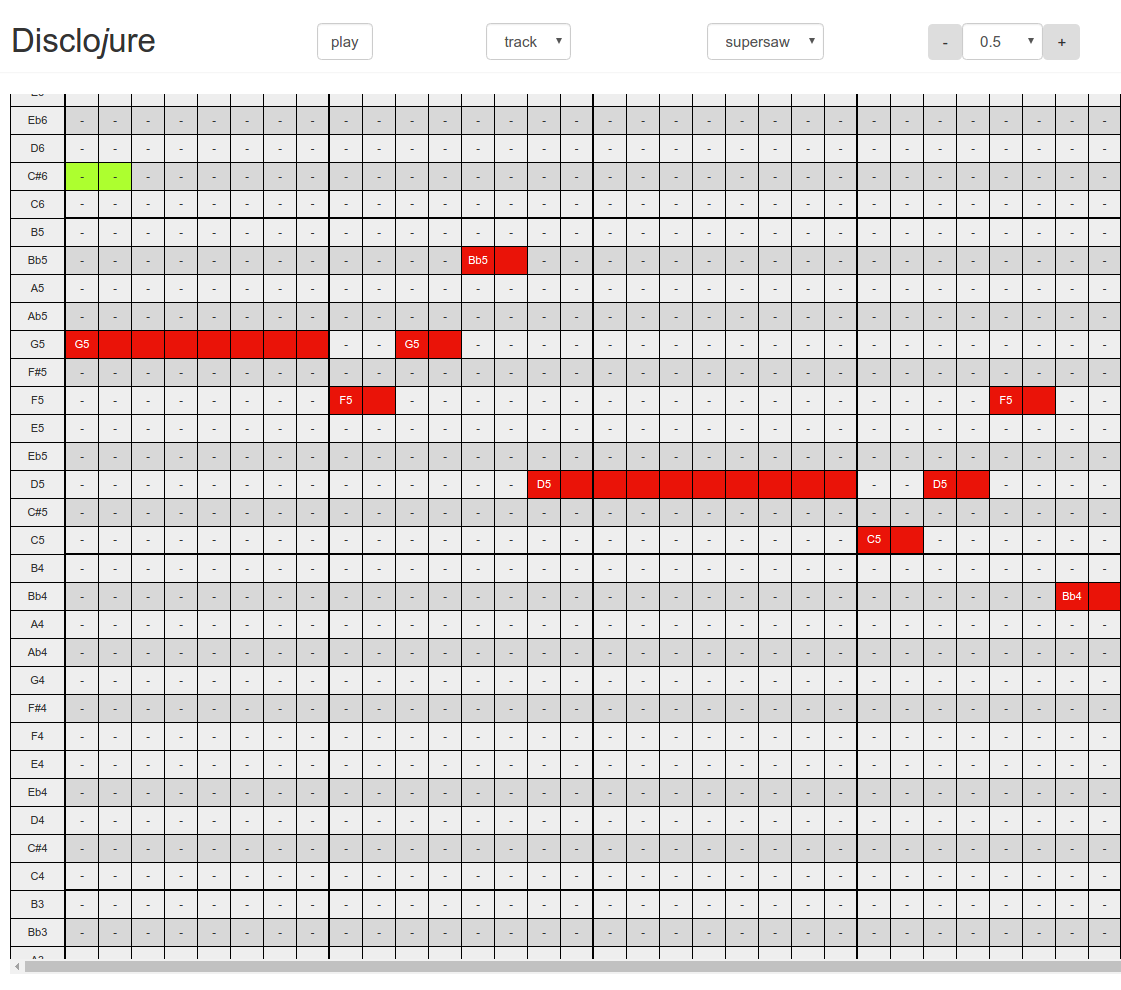 Disclojure play track supersaw - 0.5 +
Eb6 - - - - - - - - - - - - - - - - - - - - - - - - - - - - - - - -
D6 - - - - - - - - - - - - - - - - - - - - - - - - - - - - - - - -
C#6 - - - - - - - - - - - - - - - - - - - - - - - - - - - - - - - -
C6 - - - - - - - - - - - - - - - - - - - - - - - - - - - - - - - -
B5 - - - - - - - - - - - - - - - - - - - - - - - - - - - - - - - -
Bb5 - - - - - - - - - - - - Bb5 - - - - - - - - - - - - - - - - - -
A5 - - - - - - - - - - - - - - - - - - - - - - - - - - - - - - - -
Ab5 - - - - - - - - - - - - - - - - - - - - - - - - - - - - - - - -
G5 G5 - - G5 - - - - - - - - - - - - - - - - - - - -
F#5 - - - - - - - - - - - - - - - - - - - - - - - - - - - - - - - -
F5 - - - - - - - - F5 - - - - - - - - - - - - - - - - - - F5 - -
E5 - - - - - - - - - - - - - - - - - - - - - - - - - - - - - - - -
Eb5 - - - - - - - - - - - - - - - - - - - - - - - - - - - - - - - -
D5 - - - - - - - - - - - - - - D5 - - D5 - - - -
C#5 - - - - - - - - - - - - - - - - - - - - - - - - - - - - - - - -
C5 - - - - - - - - - - - - - - - - - - - - - - - - C5 - - - - - -
B4 - - - - - - - - - - - - - - - - - - - - - - - - - - - - - - - -
Bb4 - - - - - - - - - - - - - - - - - - - - - - - - - - - - - - Bb4
A4 - - - - - - - - - - - - - - - - - - - - - - - - - - - - - - - -
Ab4 - - - - - - - - - - - - - - - - - - - - - - - - - - - - - - - -
G4 - - - - - - - - - - - - - - - - - - - - - - - - - - - - - - - -
F#4 - - - - - - - - - - - - - - - - - - - - - - - - - - - - - - - -
F4 - - - - - - - - - - - - - - - - - - - - - - - - - - - - - - - -
E4 - - - - - - - - - - - - - - - - - - - - - - - - - - - - - - - -
Eb4 - - - - - - - - - - - - - - - - - - - - - - - - - - - - - - - -
D4 - - - - - - - - - - - - - - - - - - - - - - - - - - - - - - - -
C#4 - - - - - - - - - - - - - - - - - - - - - - - - - - - - - - - -
C4 - - - - - - - - - - - - - - - - - - - - - - - - - - - - - - - -
B3 - - - - - - - - - - - - - - - - - - - - - - - - - - - - - - - -
Bb3 - - - - - - - - - - - - - - - - - - - - - - - - - - - - - - - -